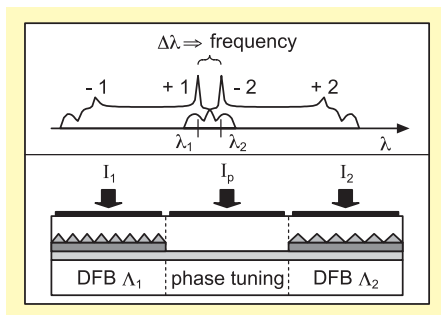 Δλ ⇒ frequency
- 1 + 1 - 2 + 2
λ1 λ2 λ
I1 Ip I2
DFB Λ1 phase tuning DFB Λ2